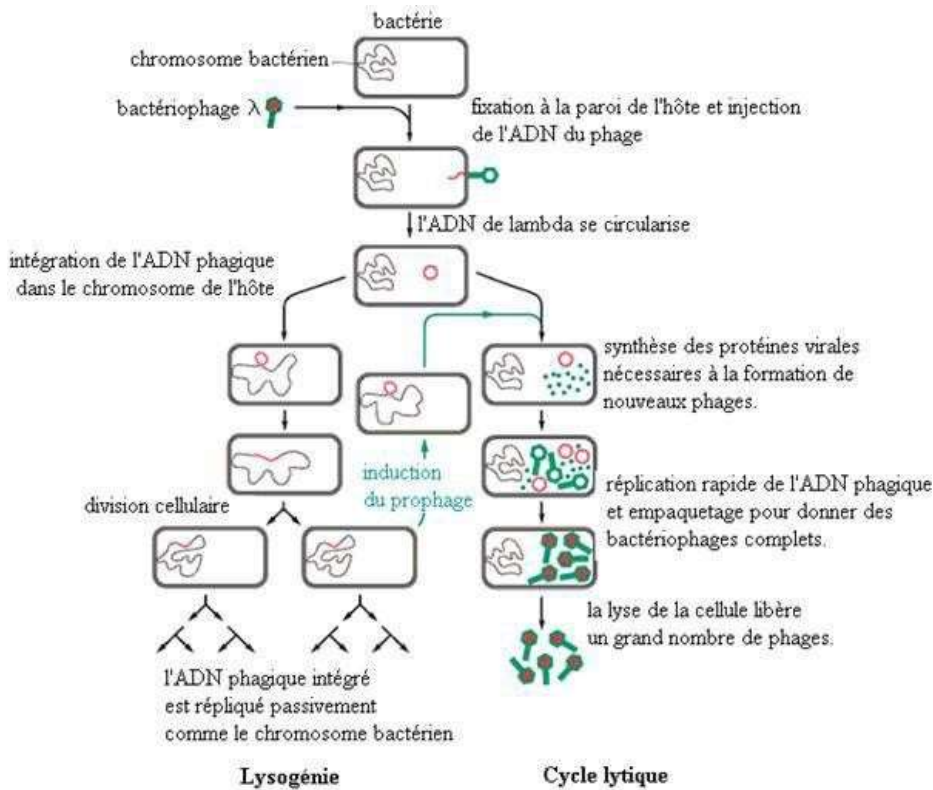 bactérie
chromosome bactérien
bactériophage λ
fixation à la paroi de l'hôte et injection
de l'ADN du phage
l'ADN de lambda se circularise
intégration de l'ADN phagique
dans le chromosome de l'hôte
synthèse des protéines virales
nécessaires à la formation de
nouveaux phages.
induction
du prophage
division cellulaire
réplication rapide de l'ADN phagique
et empaquetage pour donner des
bactériophages complets.
la lyse de la cellule libère
un grand nombre de phages.
l'ADN phagique intégré
est répliqué passivement
comme le chromosome bactérien
Lysogénie
Cycle lytique